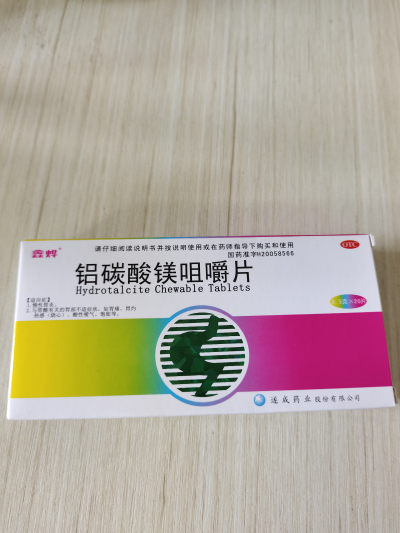 鑫烨
请仔细阅读说明书并按说明使用或在药师指导下购买和使用
国药准字H20058566
OTC
铝碳酸镁咀嚼片
Hydrotalcite Chewable Tablets
【适应症】
1.慢性胃炎。
2.与胃酸有关的胃部不适症状，如胃痛、胃灼
热感（烧心）、酸性嗳气、饱胀等。
遂成药业股份有限公司